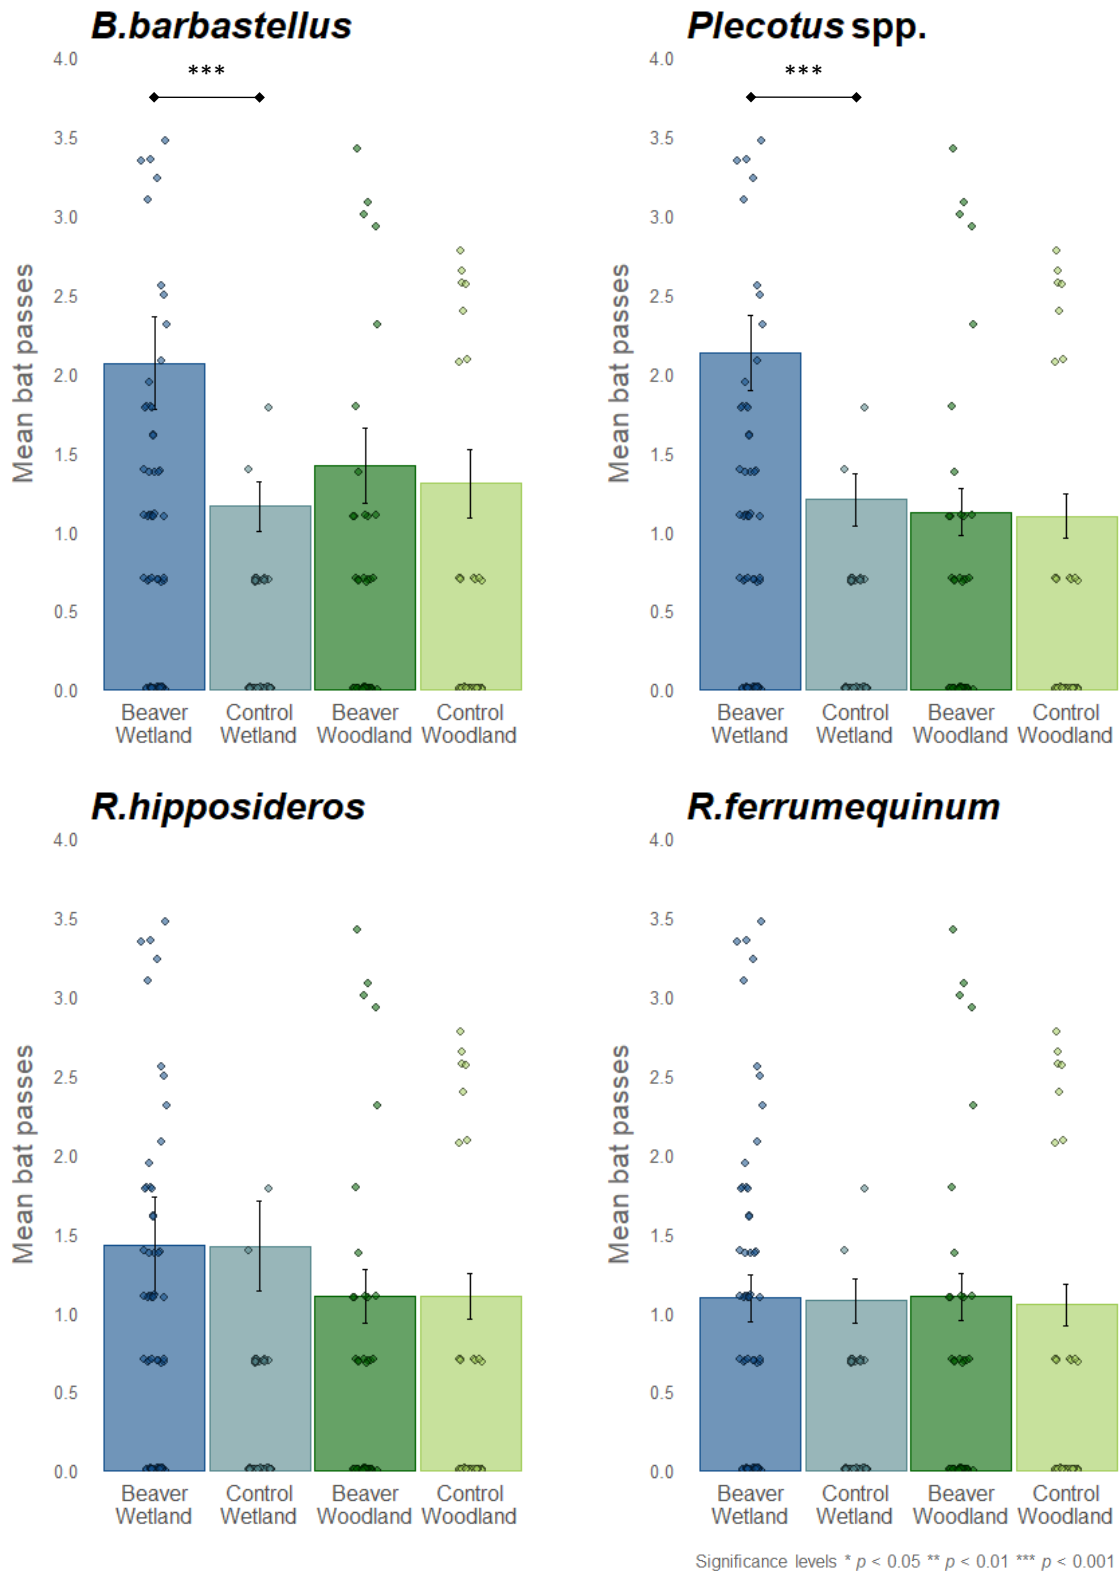 B.barbastellus
4.0
3.5
3.0
2.5
2.0
1.5
1.0
0.5
0.0
Mean bat passes
***
Beaver Wetland
Control Wetland
Beaver Woodland
Control Woodland
Plecotus spp.
4.0
3.5
3.0
2.5
2.0
1.5
1.0
0.5
0.0
Mean bat passes
***
Beaver Wetland
Control Wetland
Beaver Woodland
Control Woodland
R.hipposideros
4.0
3.5
3.0
2.5
2.0
1.5
1.0
0.5
0.0
Mean bat passes
Beaver Wetland
Control Wetland
Beaver Woodland
Control Woodland
R.ferrumequinum
4.0
3.5
3.0
2.5
2.0
1.5
1.0
0.5
0.0
Mean bat passes
Beaver Wetland
Control Wetland
Beaver Woodland
Control Woodland
Significance levels * p < 0.05 ** p < 0.01 *** p < 0.001